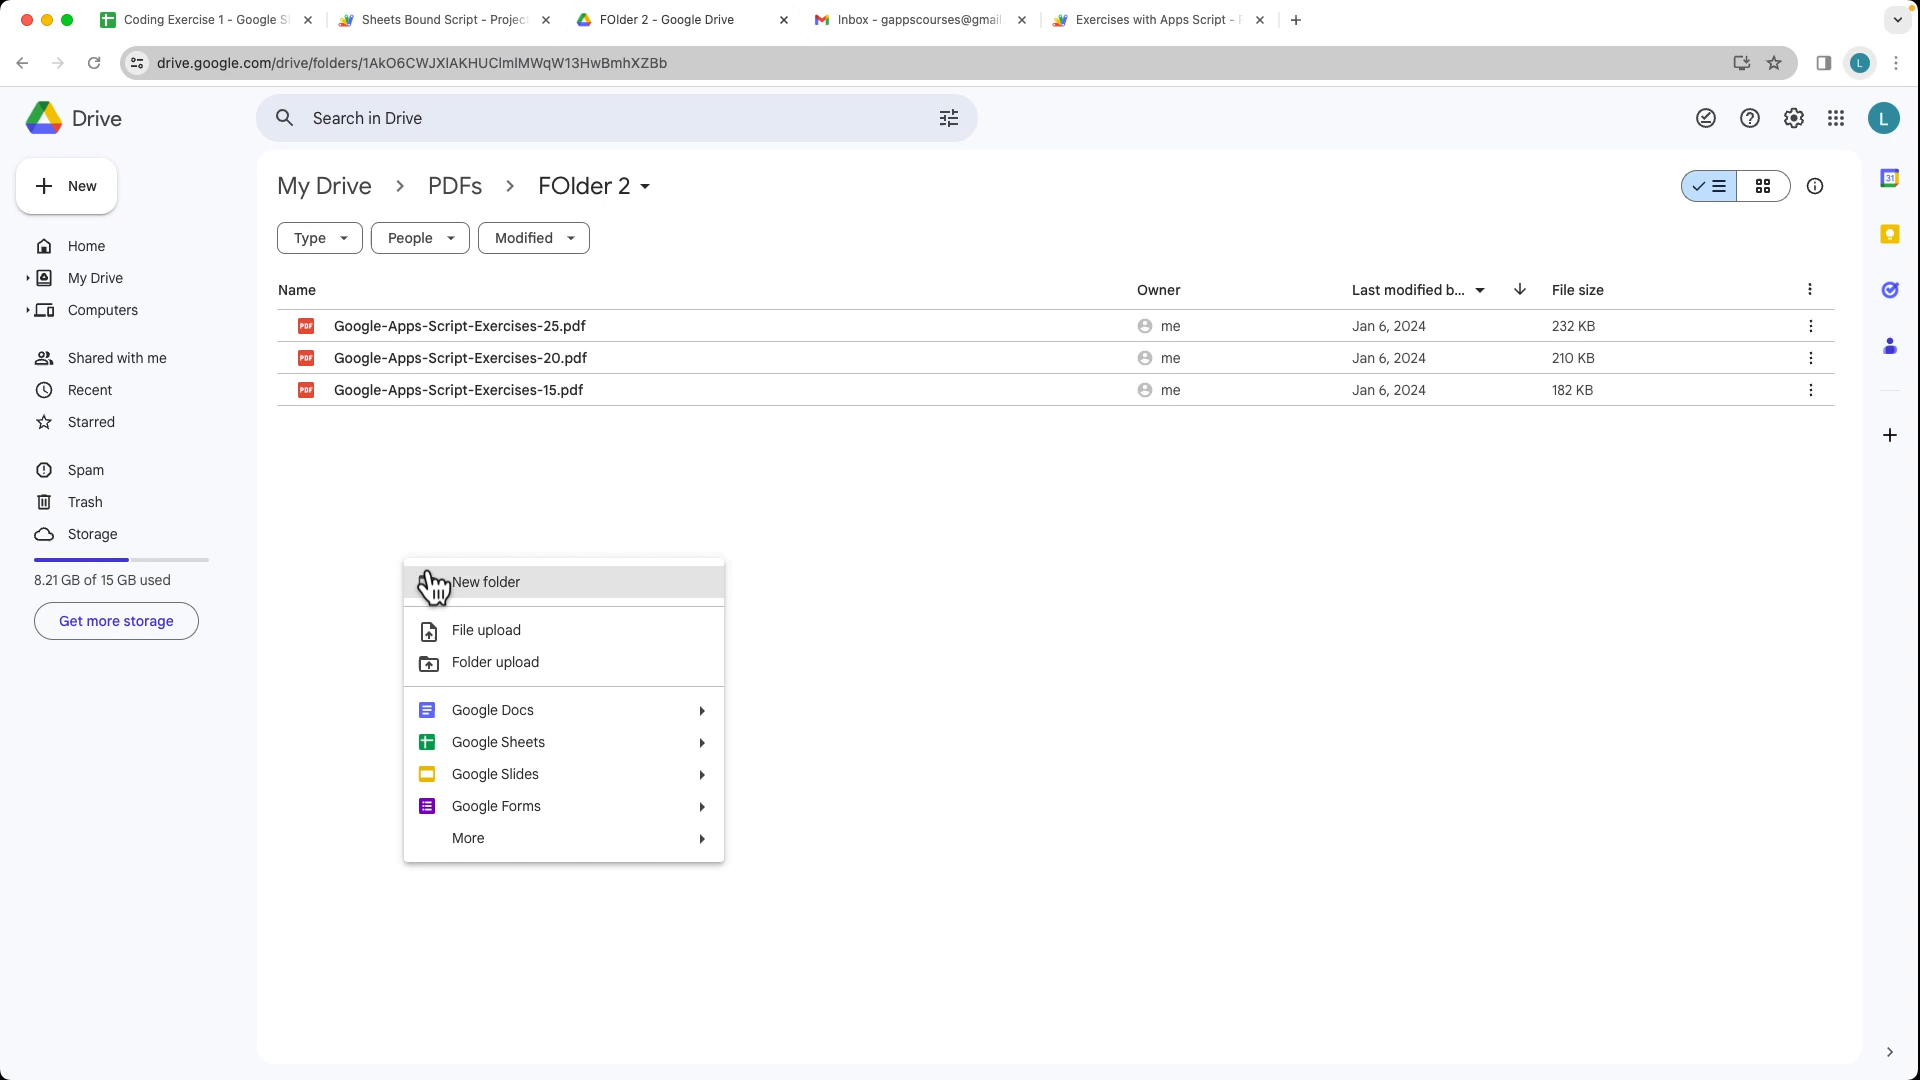 Coding Exercise 1 - Google S
Sheets Bound Script - Projec
FOlder 2 - Google Drive
Inbox - gappscourses@gmail
Exercises with Apps Script -
drive.google.com/drive/folders/1AkO6CWJXlAKHUClmIMWqW13HwBmhXZBb
L
Drive
Search in Drive
L
New
My Drive > PDFs > FOlder 2
31
Type
People
Modified
Home
My Drive
Computers
Shared with me
Recent
Starred
Spam
Trash
Storage
8.21 GB of 15 GB used
Get more storage
Name Owner Last modified b... File size
PDF Google-Apps-Script-Exercises-25.pdf me Jan 6, 2024 232 KB
PDF Google-Apps-Script-Exercises-20.pdf me Jan 6, 2024 210 KB
PDF Google-Apps-Script-Exercises-15.pdf me Jan 6, 2024 182 KB
New folder
File upload
Folder upload
Google Docs
Google Sheets
Google Slides
Google Forms
More